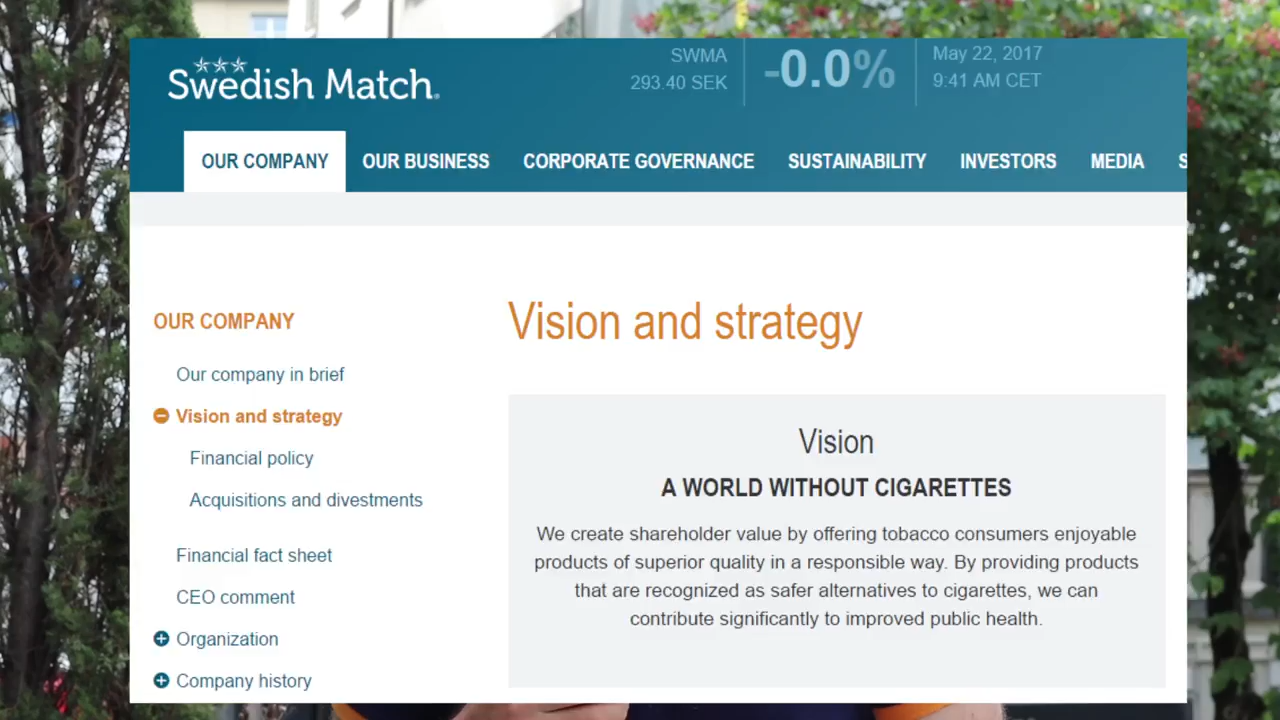 Swedish Match.
SWMA
293.40 SEK
-0.0%
May 22, 2017
9:41 AM CET
OUR COMPANY
OUR BUSINESS
CORPORATE GOVERNANCE
SUSTAINABILITY
INVESTORS
MEDIA
OUR COMPANY
Our company in brief
Vision and strategy
Financial policy
Acquisitions and divestments
Financial fact sheet
CEO comment
Organization
Company history
Vision and strategy
Vision
A WORLD WITHOUT CIGARETTES
We create shareholder value by offering tobacco consumers enjoyable
products of superior quality in a responsible way. By providing products
that are recognized as safer alternatives to cigarettes, we can
contribute significantly to improved public health.